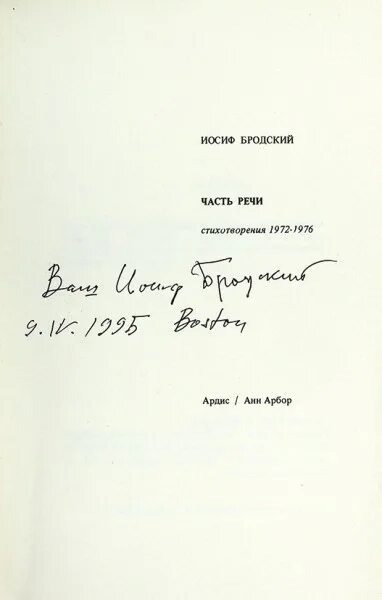 ИОСИФ БРОДСКИЙ
ЧАСТЬ РЕЧИ
стихотворения 1972-1976
Ваш Иосиф Бродский
9.IV.1995 Boston
Ардис / Анн Арбор